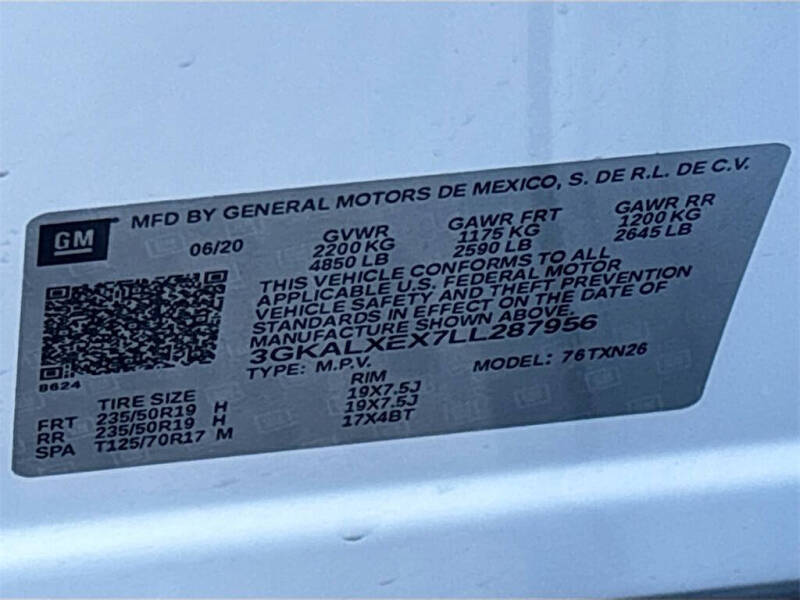 GM MFD BY GENERAL MOTORS DE MEXICO, S. DE R.L. DE C.V.
06/20 GVWR GAWR FRT GAWR RR
2200 KG 1175 KG 1200 KG
4850 LB 2590 LB 2645 LB
THIS VEHICLE CONFORMS TO ALL
APPLICABLE U.S. FEDERAL MOTOR
VEHICLE SAFETY AND THEFT PREVENTION
STANDARDS IN EFFECT ON THE DATE OF
MANUFACTURE SHOWN ABOVE.
3GKALXEX7LL287956
TYPE: M.P.V. MODEL: 76TXN26
B624
TIRE SIZE RIM
FRT 235/50R19 H 19X7.5J
RR 235/50R19 H 19X7.5J
SPA T125/70R17 M 17X4BT